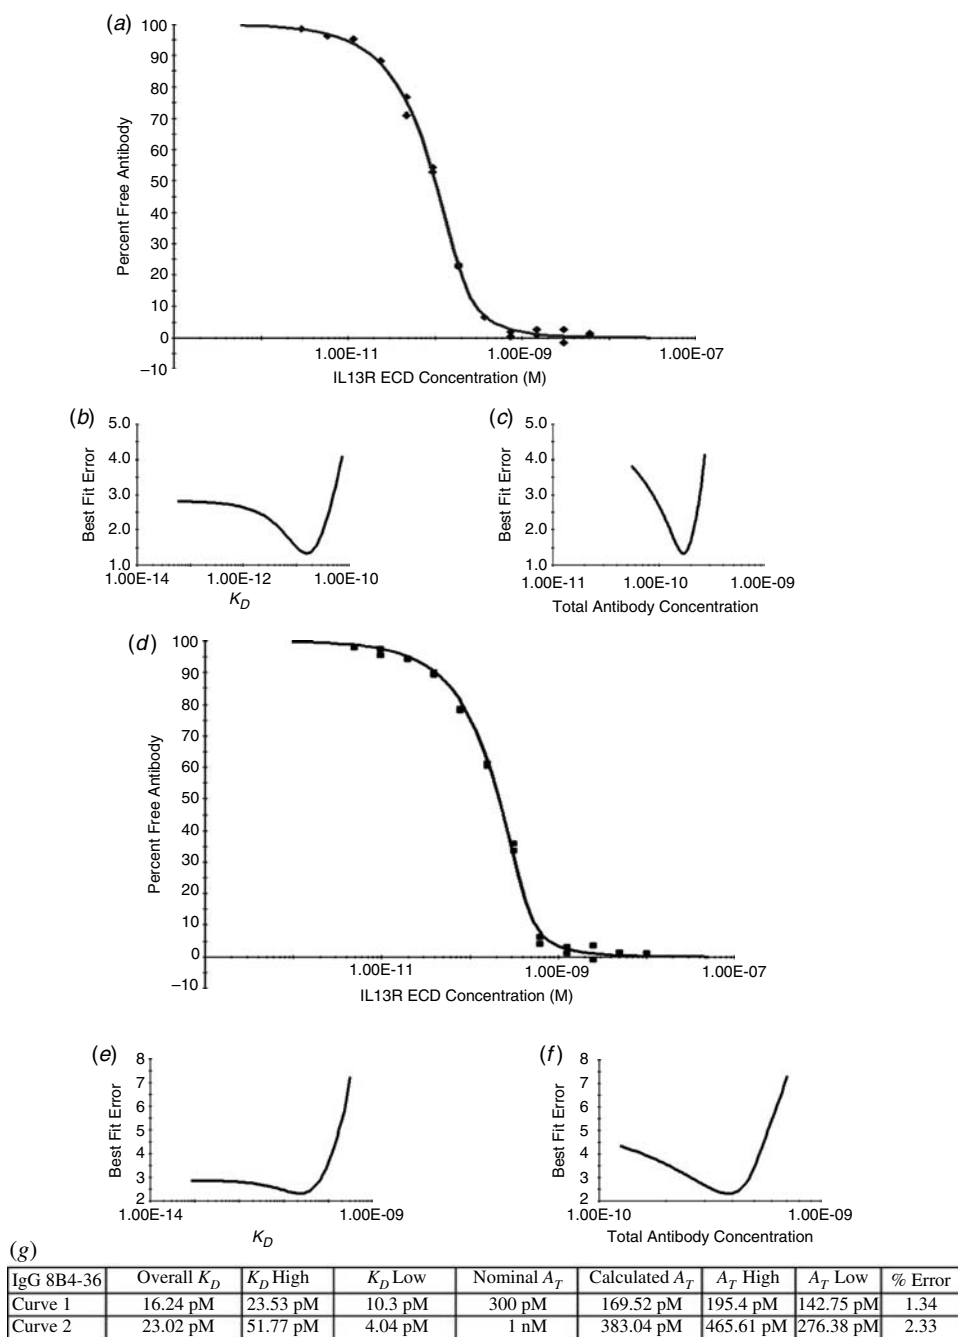 (a)
100
90
80
70
60
50
40
30
20
10
0
–10
Percent Free Antibody
1.00E-11
1.00E-09
1.00E-07
IL13R ECD Concentration (M)
(b)
5.0
4.0
3.0
2.0
1.0
Best Fit Error
1.00E-14
1.00E-12
1.00E-10
K_D
(c)
5.0
4.0
3.0
2.0
1.0
Best Fit Error
1.00E-11
1.00E-10
1.00E-09
Total Antibody Concentration
(d)
100
90
80
70
60
50
40
30
20
10
0
–10
Percent Free Antibody
1.00E-11
1.00E-09
1.00E-07
IL13R ECD Concentration (M)
(e)
8
7
6
5
4
3
2
Best Fit Error
1.00E-14
1.00E-09
K_D
(f)
8
7
6
5
4
3
2
Best Fit Error
1.00E-10
1.00E-09
Total Antibody Concentration
(g)
IgG 8B4-36 Overall K_D K_D High K_D Low Nominal A_T Calculated A_T A_T High A_T Low % Error
Curve 1 16.24 pM 23.53 pM 10.3 pM 300 pM 169.52 pM 195.4 pM 142.75 pM 1.34
Curve 2 23.02 pM 51.77 pM 4.04 pM 1 nM 383.04 pM 465.61 pM 276.38 pM 2.33